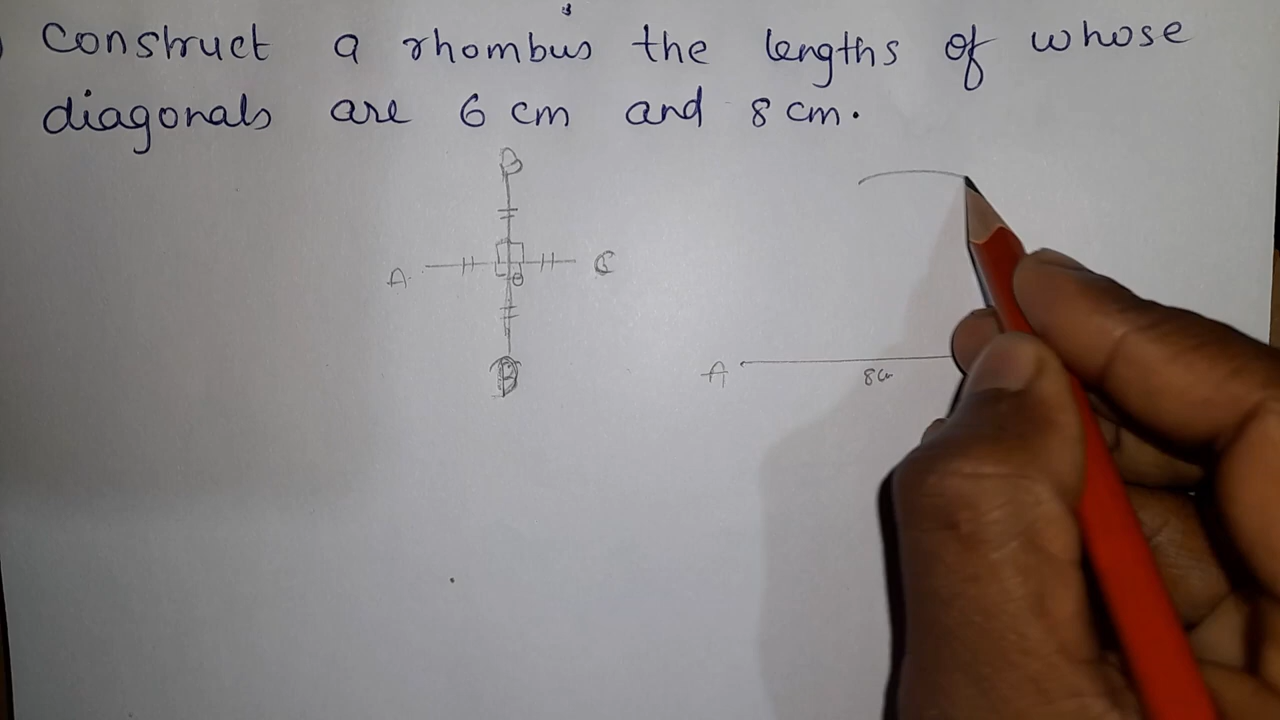 Construct a rhombus the lengths of whose
diagonals are 6 cm and 8 cm.
D
A C
O
B
A
8cm